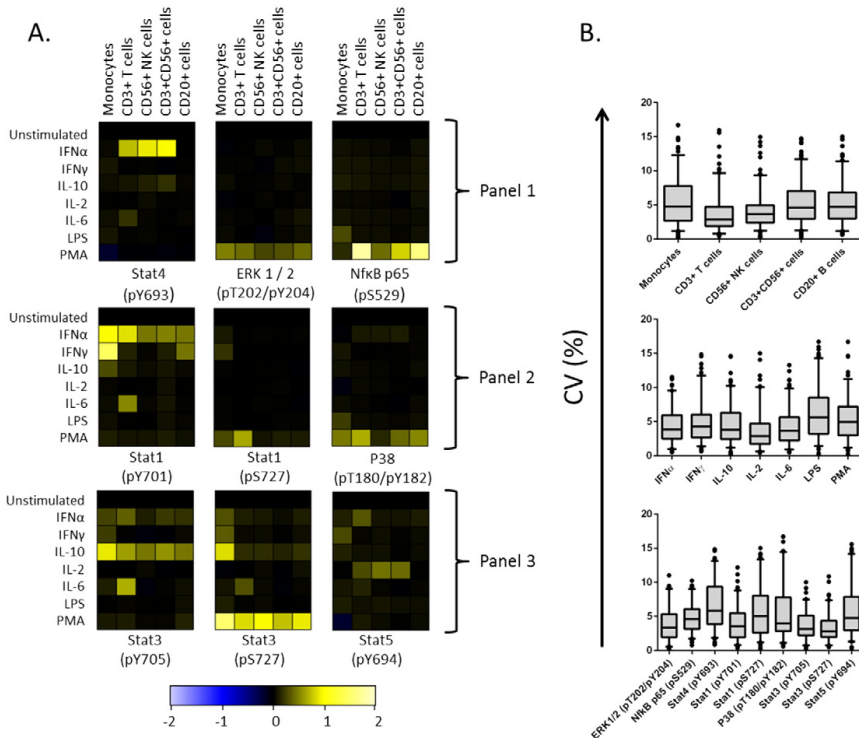 A.
B.
Monocytes
CD3+ T cells
CD56+ NK cells
CD3+CD56+ cells
CD20+ cells
Monocytes
CD3+ T cells
CD56+ NK cells
CD3+CD56+ cells
CD20+ cells
Monocytes
CD3+ T cells
CD56+ NK cells
CD3+CD56+ cells
CD20+ cells
Unstimulated
IFNα
IFNγ
IL-10
IL-2
IL-6
LPS
PMA
Stat4
(pY693)
ERK 1 / 2
(pT202/pY204)
NfκB p65
(pS529)
Panel 1
Unstimulated
IFNα
IFNγ
IL-10
IL-2
IL-6
LPS
PMA
Stat1
(pY701)
Stat1
(pS727)
P38
(pT180/pY182)
Panel 2
Unstimulated
IFNα
IFNγ
IL-10
IL-2
IL-6
LPS
PMA
Stat3
(pY705)
Stat3
(pS727)
Stat5
(pY694)
Panel 3
-2 -1 0 1 2
CV (%)
20
15
10
5
0
Monocytes
CD3+ T cells
CD56+ NK cells
CD3+CD56+ cells
CD20+ B cells
20
15
10
5
0
IFNα
IFNγ
IL-10
IL-2
IL-6
LPS
PMA
20
15
10
5
0
ERK1/2 (pT202/pY204)
NfkB p65 (pS529)
Stat4 (pY693)
Stat1 (pY701)
Stat1 (pS727)
P38 (pT180/pY182)
Stat3 (pY705)
Stat3 (pS727)
Stat5 (pY694)